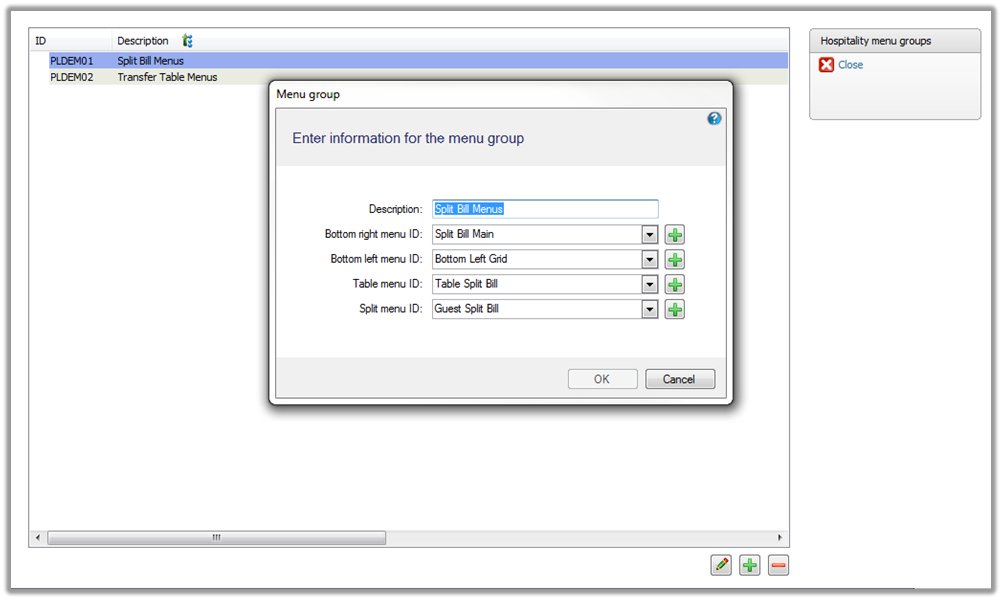 ID Description
PLDEM01 Split Bill Menus
PLDEM02 Transfer Table Menus
Hospitality menu groups
Close
Menu group
Enter information for the menu group
Description: Split Bill Menus
Bottom right menu ID: Split Bill Main
Bottom left menu ID: Bottom Left Grid
Table menu ID: Table Split Bill
Split menu ID: Guest Split Bill
OK Cancel